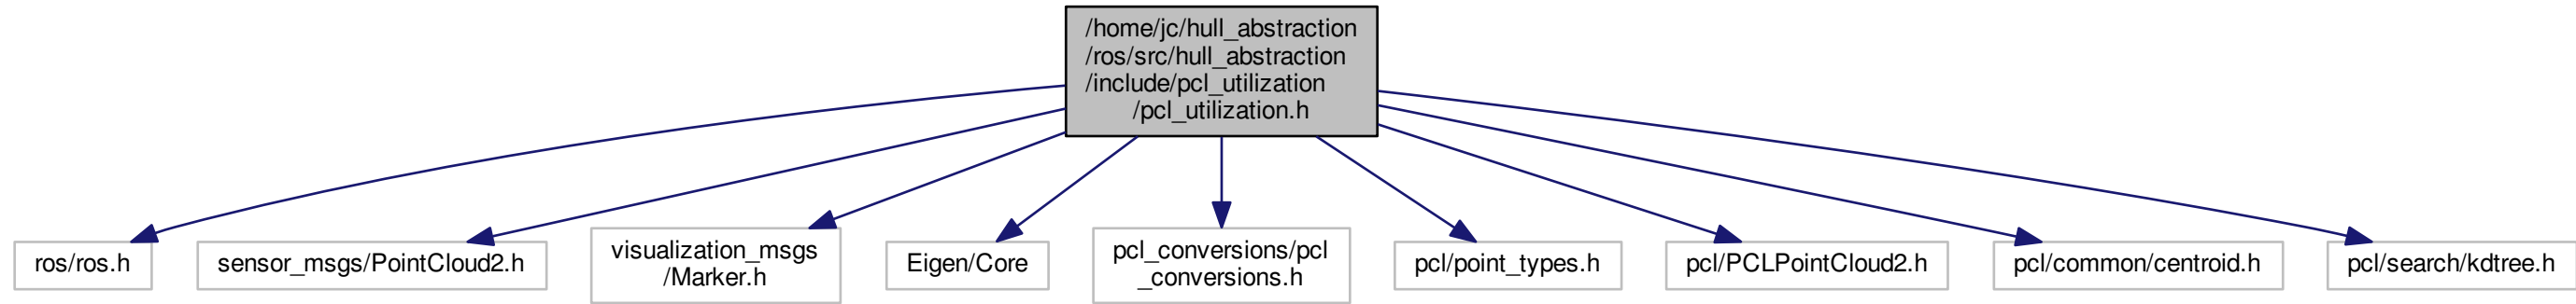 /home/jc/hull_abstraction
/ros/src/hull_abstraction
/include/pcl_utilization
/pcl_utilization.h
ros/ros.h
sensor_msgs/PointCloud2.h
visualization_msgs
/Marker.h
Eigen/Core
pcl_conversions/pcl
_conversions.h
pcl/point_types.h
pcl/PCLPointCloud2.h
pcl/common/centroid.h
pcl/search/kdtree.h